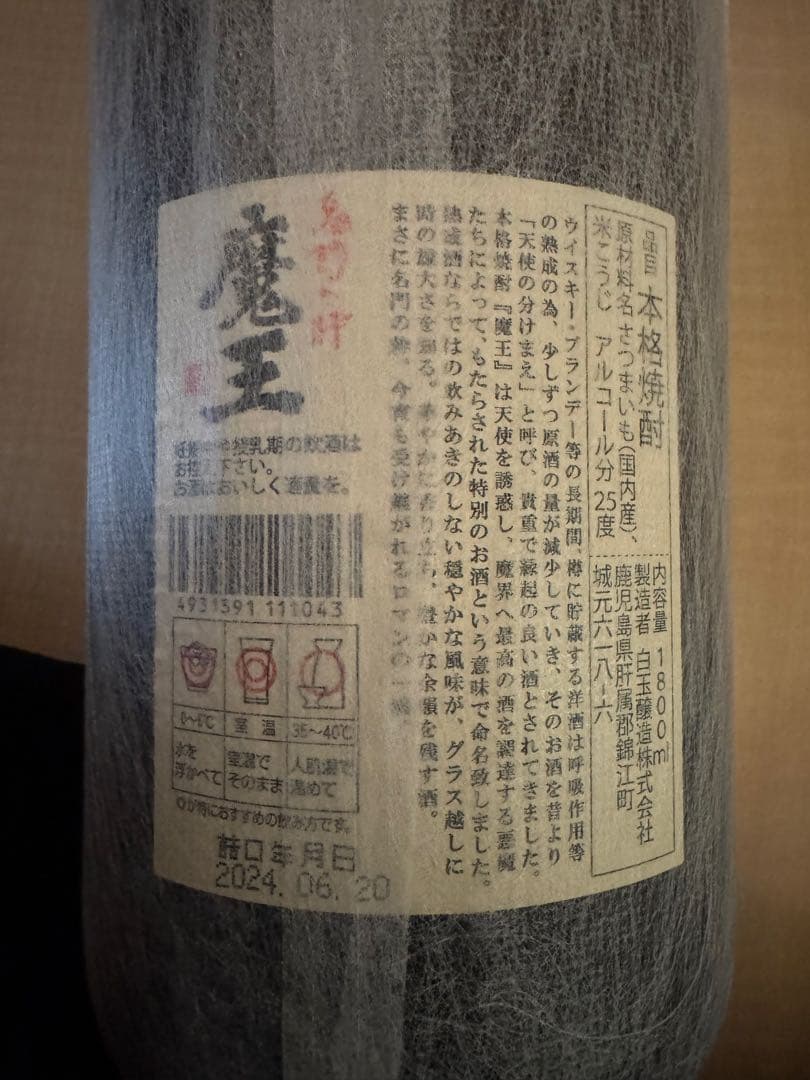 品目 本格焼酎
原材料名 さつまいも(国内産)、
米こうじ アルコール分 25度
内容量 1800ml
製造者 白玉醸造株式会社
鹿児島県肝属郡錦江町
城元六一八-六
ウイスキー・ブランデー等の長期間、樽に貯蔵する洋酒は呼吸作用等
の熟成の為、少しずつ原酒の量が減少していき、そのお酒を昔より
「天使の分けまえ」と呼び、貴重で縁起の良い酒とされてきました。
本格焼酎『魔王』は天使を誘惑し、魔界へ最高の酒を調達する悪魔
たちによって、もたらされた特別のお酒という意味で命名致しました。
熟成酒ならではの飲みあきのしない穏やかな風味が、グラス越しに
時の雄大さを語る。華やかに香り立ち、豊かな余韻を残す酒。
まさに名門の粋、今宵も受け継がれるロマンの一滴。
魔王
妊娠中や授乳期の飲酒は
お控え下さい。
お酒はおいしく適量を。
4931391 111043
0〜5℃ 室温 35〜40℃
氷を
浮かべて
室温で
そのまま
人肌温で
温めて
◎が特におすすめの飲み方です。
詰口年月日
2024.06.20